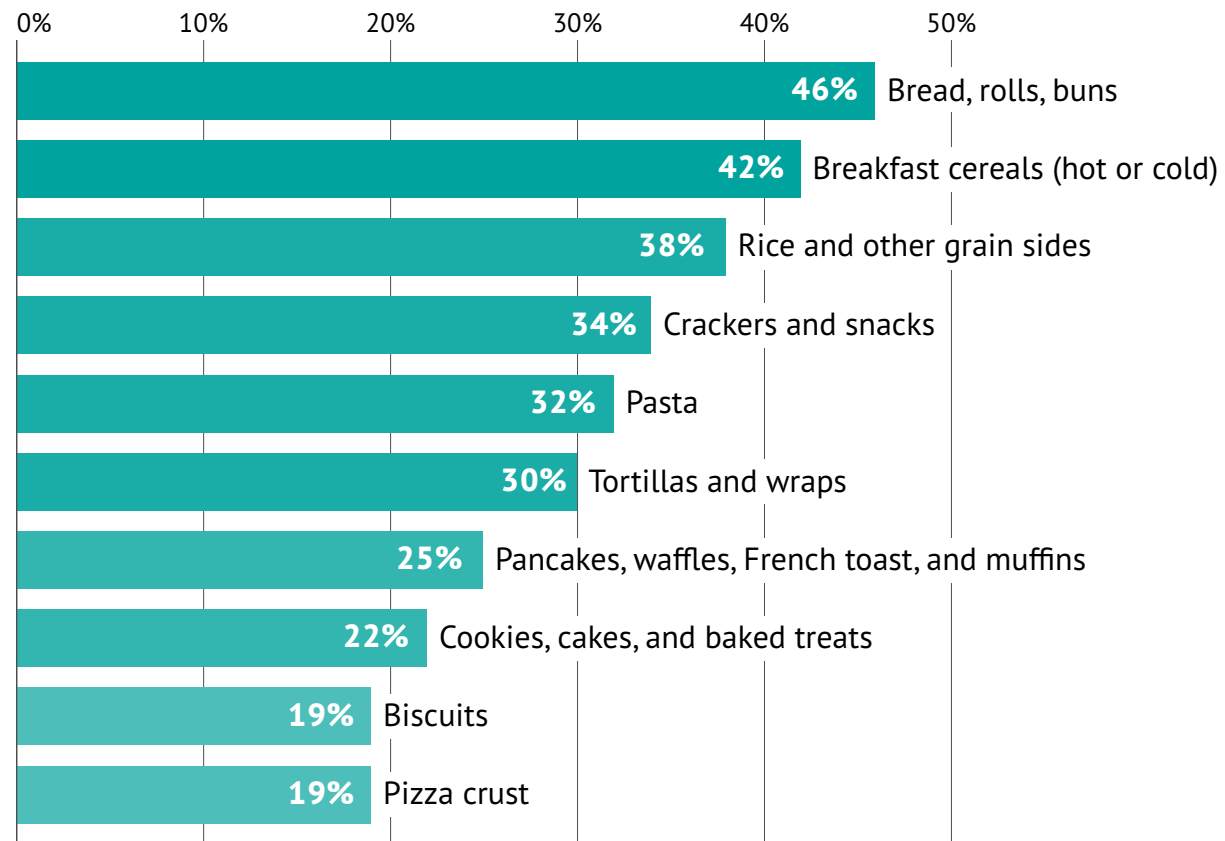 0% 10% 20% 30% 40% 50%
46% Bread, rolls, buns
42% Breakfast cereals (hot or cold)
38% Rice and other grain sides
34% Crackers and snacks
32% Pasta
30% Tortillas and wraps
25% Pancakes, waffles, French toast, and muffins
22% Cookies, cakes, and baked treats
19% Biscuits
19% Pizza crust